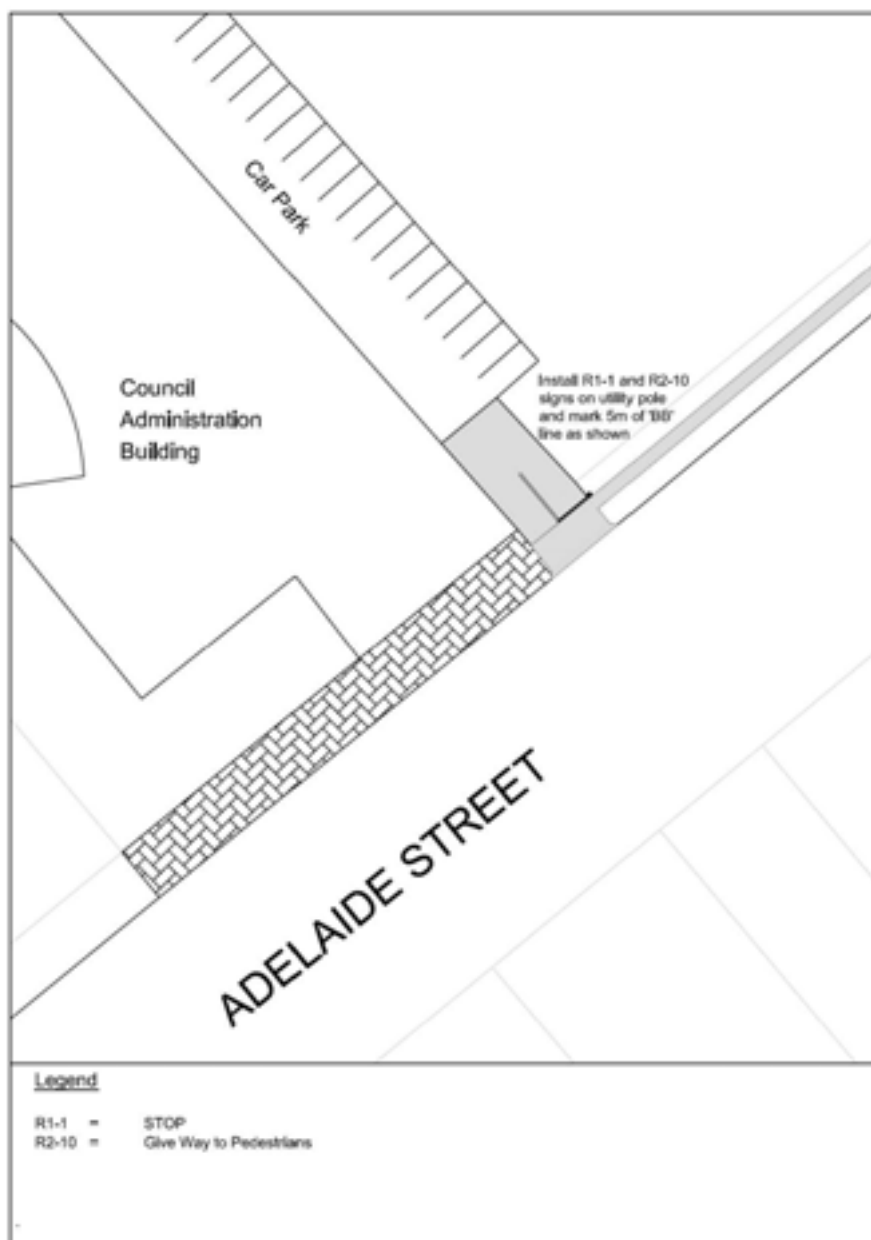 Car Park
Install R1-1 and R2-10
signs on utility pole
and mark 5m of 'BB'
line as shown
Council
Administration
Building
ADELAIDE STREET
Legend
R1-1 = STOP
R2-10 = Give Way to Pedestrians